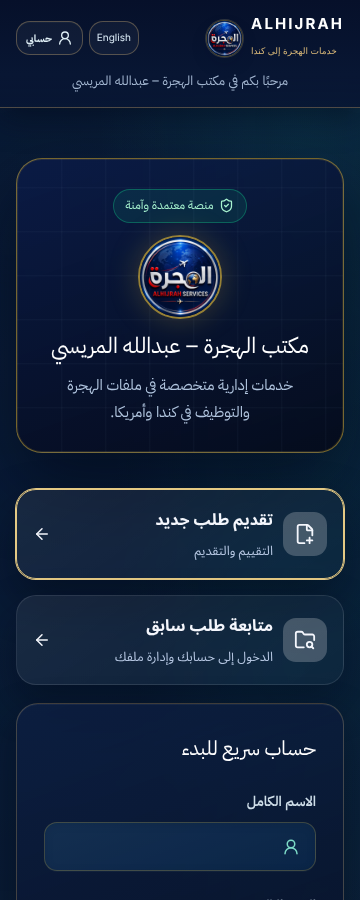 ALHIJRAH
خدمات الهجرة إلى كندا
English
حسابي
مرحبًا بكم في مكتب الهجرة – عبدالله المريسي
منصة معتمدة وآمنة
الهجرة
ALHIJRAH SERVICES
مكتب الهجرة – عبدالله المريسي
خدمات إدارية متخصصة في ملفات الهجرة
والتوظيف في كندا وأمريكا.
تقديم طلب جديد
التقييم والتقديم
متابعة طلب سابق
الدخول إلى حسابك وإدارة ملفك
حساب سريع للبدء
الاسم الكامل